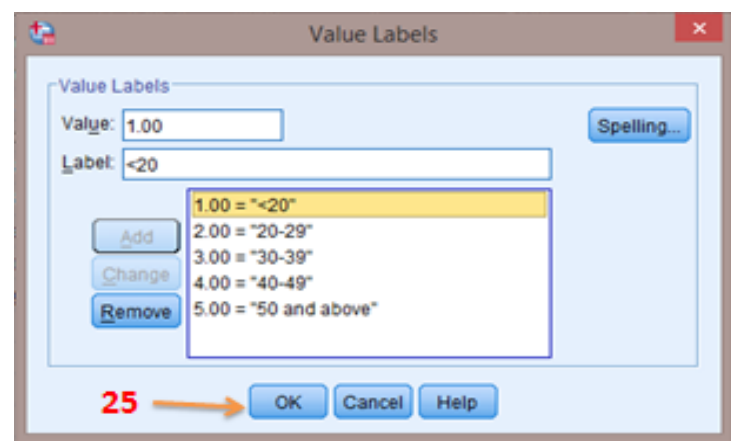 Value Labels
Value Labels
Value: 1.00
Spelling...
Label: <20
1.00 = "<20"
Add
2.00 = "20-29"
3.00 = "30-39"
Change
4.00 = "40-49"
Remove
5.00 = "50 and above"
25
OK Cancel Help